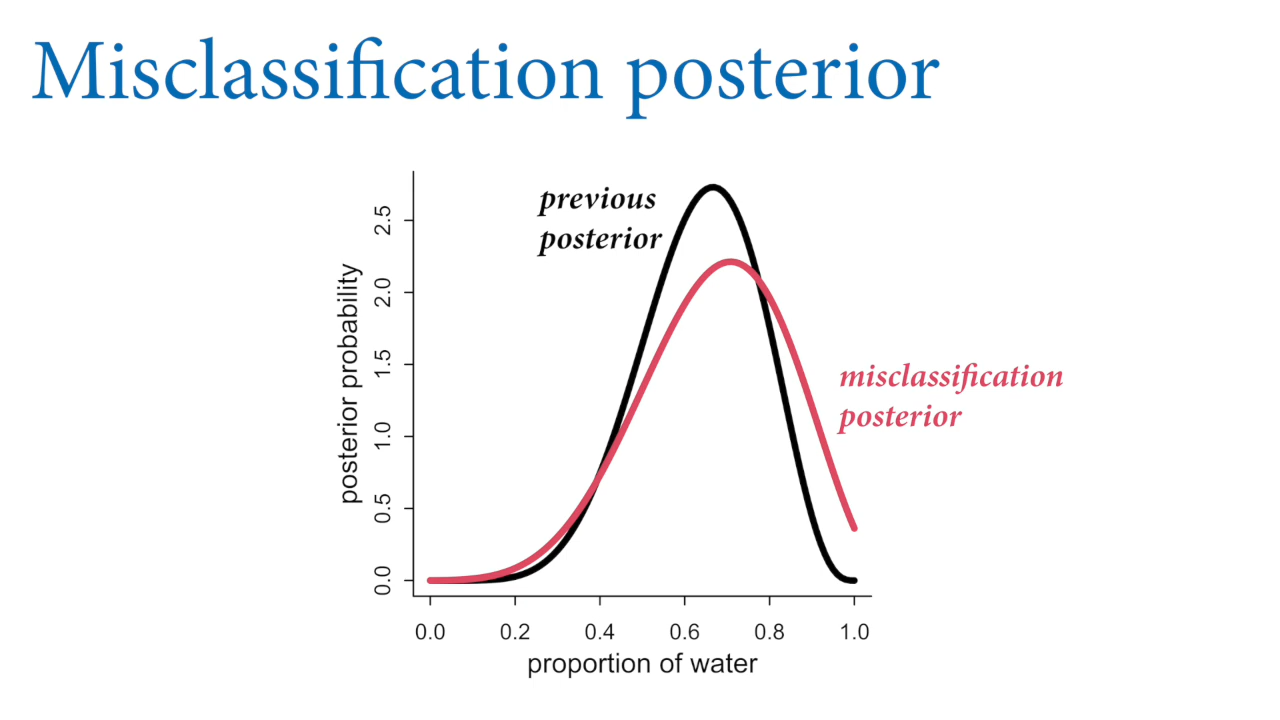 Misclassification posterior
previous
posterior
misclassification
posterior
posterior probability
0.0
0.5
1.0
1.5
2.0
2.5
0.0 0.2 0.4 0.6 0.8 1.0
proportion of water